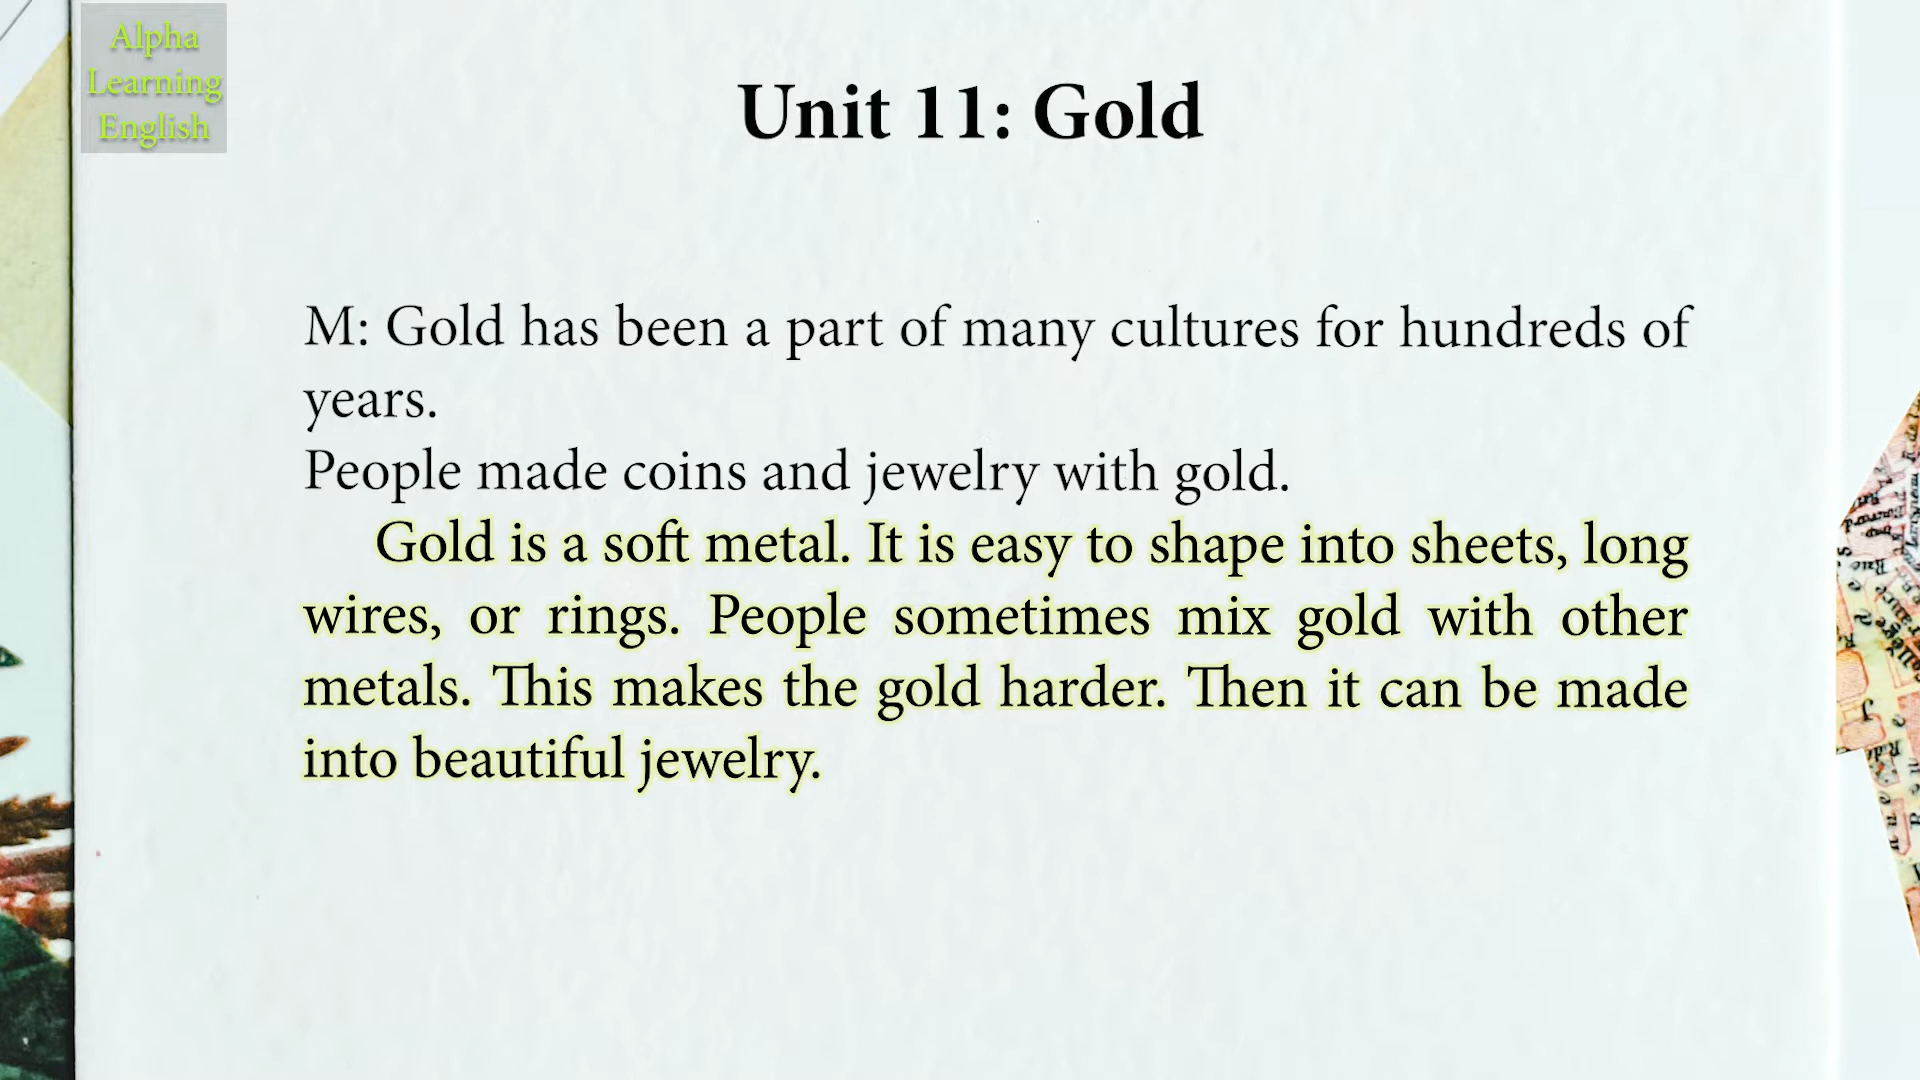 Alpha
Learning
English
Unit 11: Gold
M: Gold has been a part of many cultures for hundreds of
years.
People made coins and jewelry with gold.
Gold is a soft metal. It is easy to shape into sheets, long
wires, or rings. People sometimes mix gold with other
metals. This makes the gold harder. Then it can be made
into beautiful jewelry.